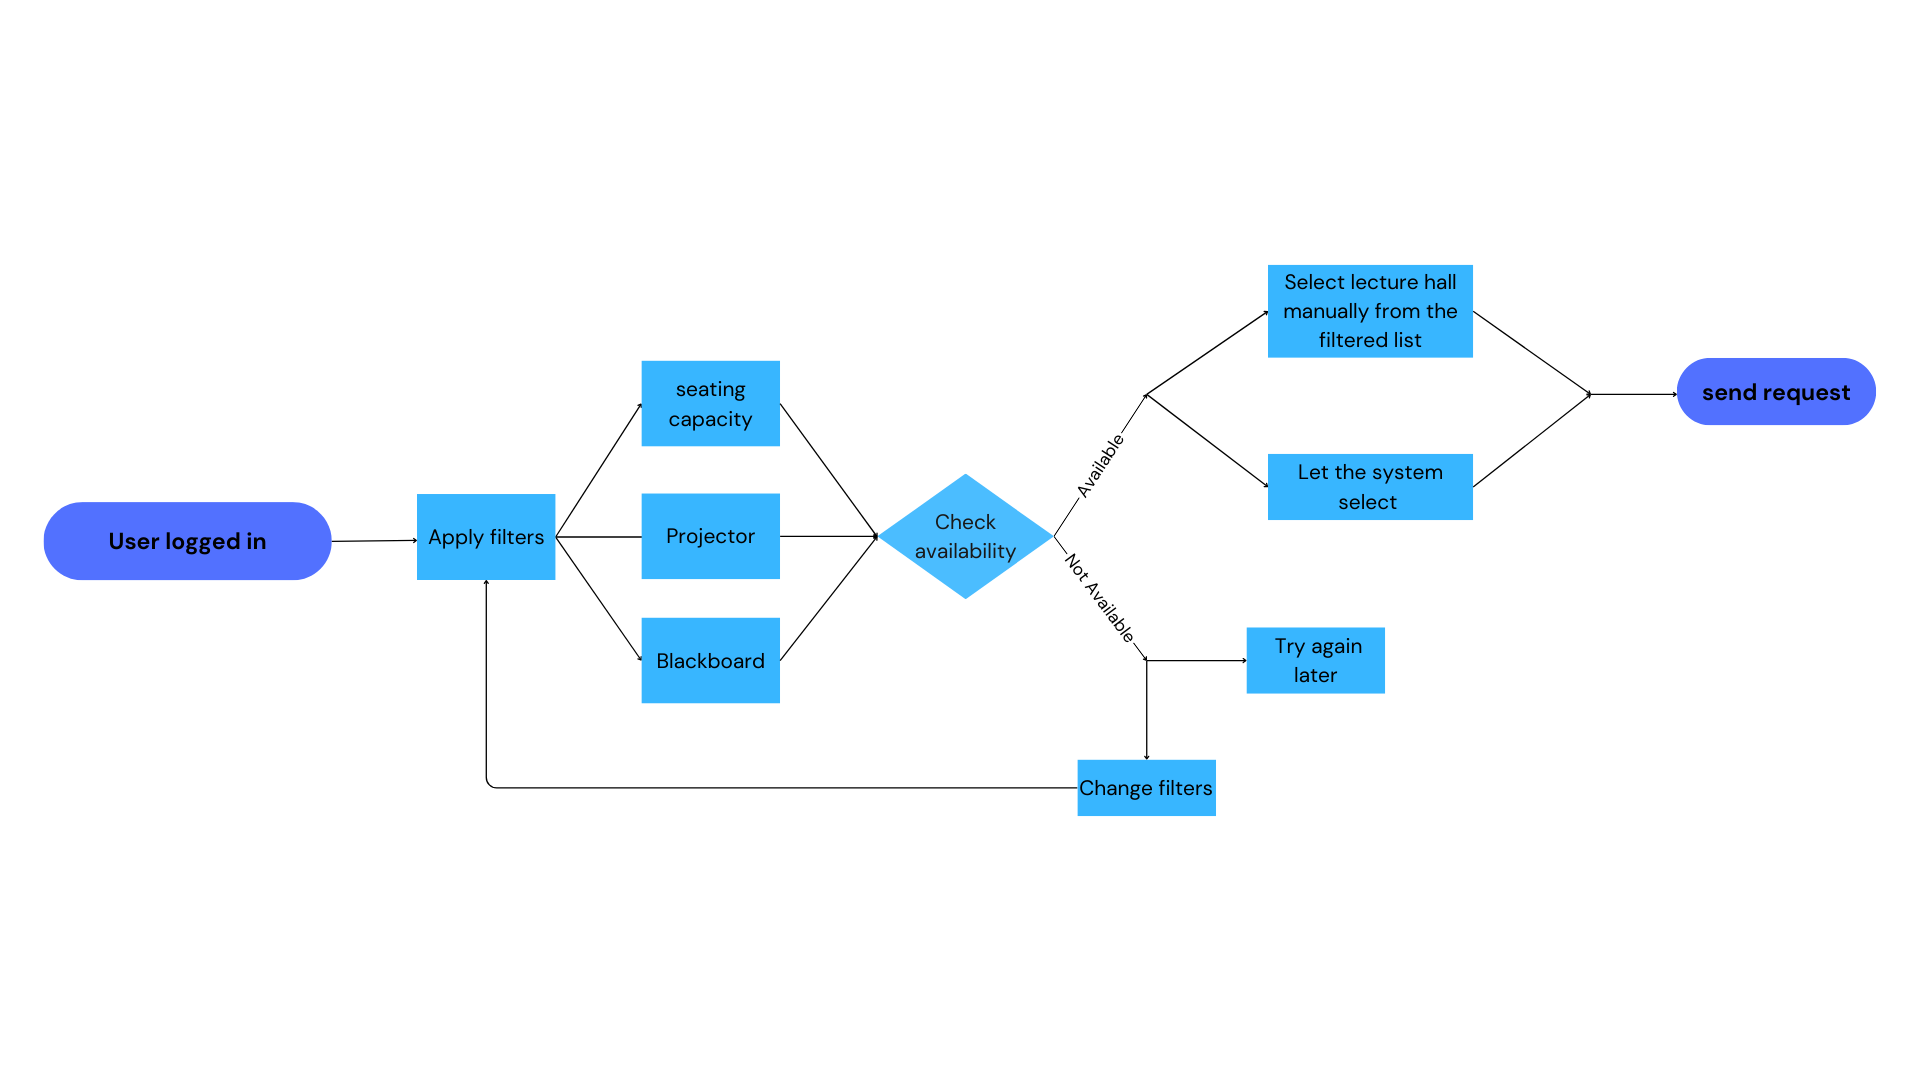 User logged in
Apply filters
seating
capacity
Projector
Blackboard
Check
availability
Available
Not Available
Select lecture hall
manually from the
filtered list
Let the system
select
send request
Try again
later
Change filters